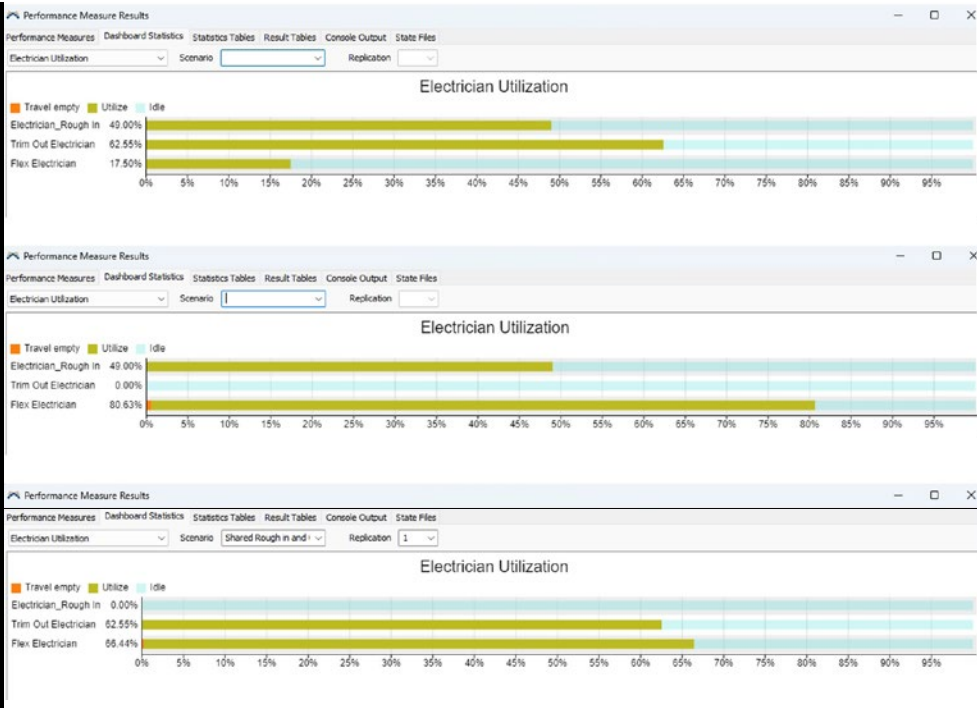 Performance Measure Results
Performance Measures Dashboard Statistics Statistics Tables Result Tables Console Output State Files
Electrician Utilization Scenario Replication
Electrician Utilization
Travel empty Utilize Idle
Electrician_Rough In 49.00%
Trim Out Electrician 62.55%
Flex Electrician 17.50%
0% 5% 10% 15% 20% 25% 30% 35% 40% 45% 50% 55% 60% 65% 70% 75% 80% 85% 90% 95%
Performance Measure Results
Performance Measures Dashboard Statistics Statistics Tables Result Tables Console Output State Files
Electrician Utilization Scenario Replication
Electrician Utilization
Travel empty Utilize Idle
Electrician_Rough In 49.00%
Trim Out Electrician 0.00%
Flex Electrician 80.63%
0% 5% 10% 15% 20% 25% 30% 35% 40% 45% 50% 55% 60% 65% 70% 75% 80% 85% 90% 95%
Performance Measure Results
Performance Measures Dashboard Statistics Statistics Tables Result Tables Console Output State Files
Electrician Utilization Scenario Shared Rough in and Replication 1
Electrician Utilization
Travel empty Utilize Idle
Electrician_Rough In 0.00%
Trim Out Electrician 62.55%
Flex Electrician 66.44%
0% 5% 10% 15% 20% 25% 30% 35% 40% 45% 50% 55% 60% 65% 70% 75% 80% 85% 90% 95%